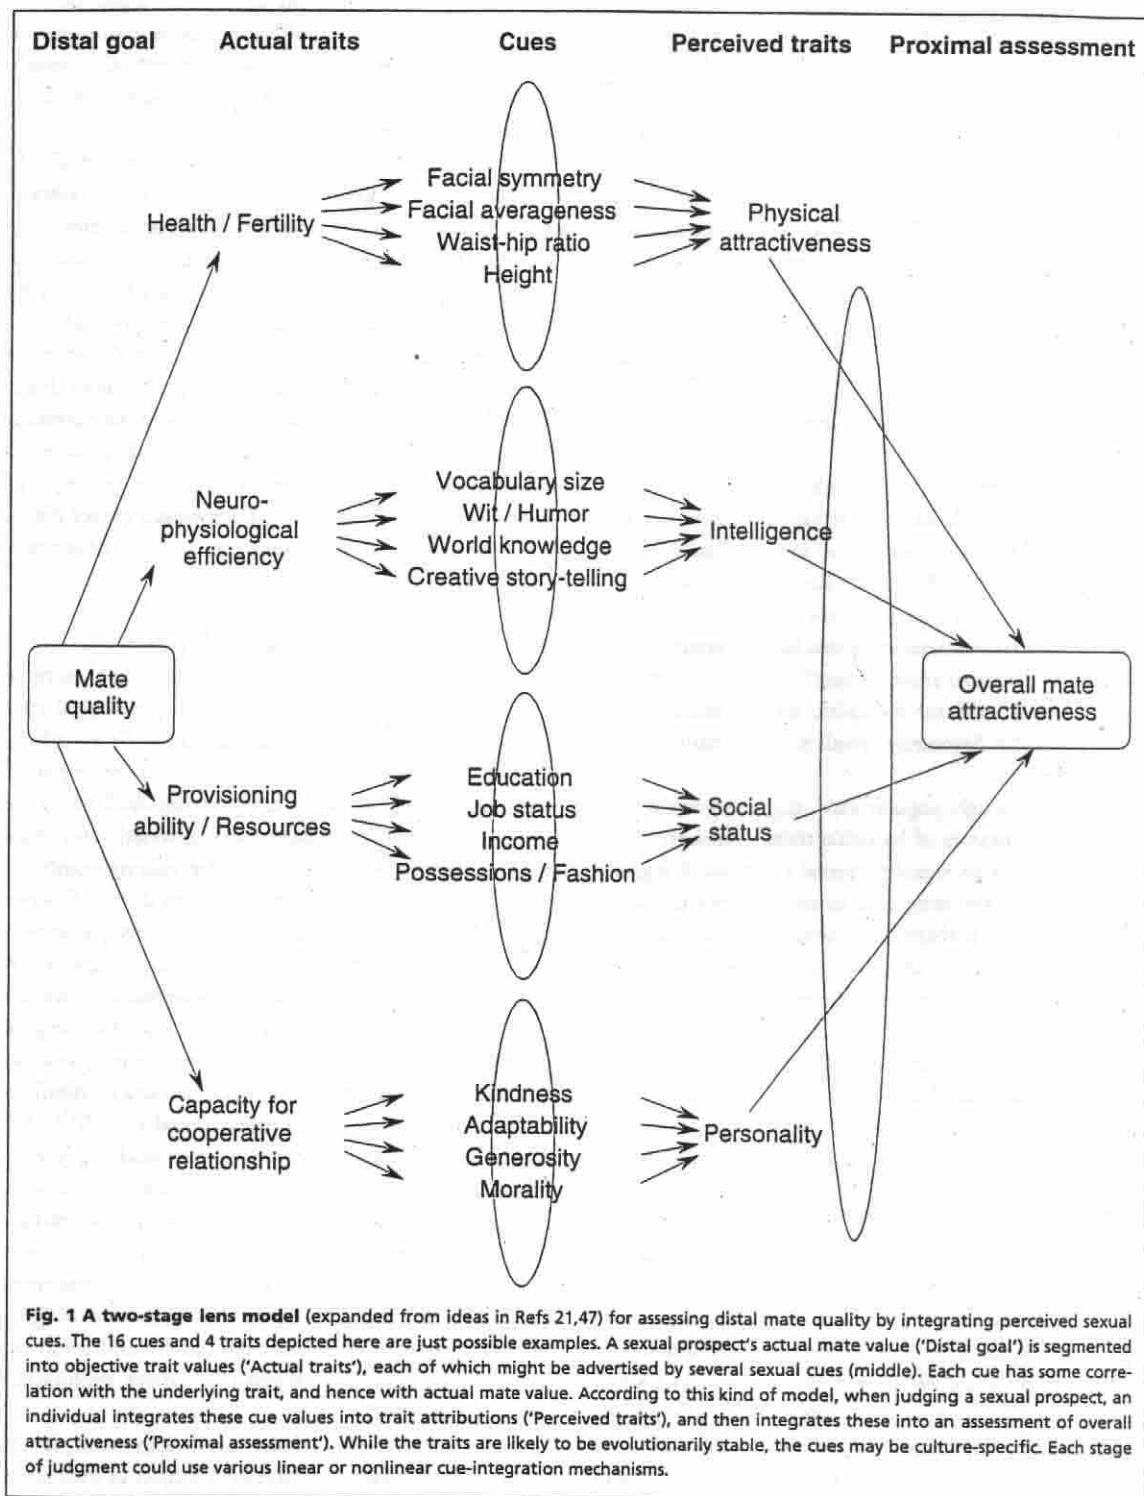 Distal goal Actual traits Cues Perceived traits Proximal assessment
Facial symmetry
Facial averageness
Waist-hip ratio
Height
Health / Fertility
Physical
attractiveness
Vocabulary size
Wit / Humor
World knowledge
Creative story-telling
Neuro-
physiological
efficiency
Intelligence
Mate
quality
Overall mate
attractiveness
Education
Job status
Income
Possessions / Fashion
Provisioning
ability / Resources
Social
status
Kindness
Adaptability
Generosity
Morality
Capacity for
cooperative
relationship
Personality
Fig. 1 A two-stage lens model (expanded from ideas in Refs 21,47) for assessing distal mate quality by integrating perceived sexual
cues. The 16 cues and 4 traits depicted here are just possible examples. A sexual prospect's actual mate value ('Distal goal') is segmented
into objective trait values ('Actual traits'), each of which might be advertised by several sexual cues (middle). Each cue has some corre-
lation with the underlying trait, and hence with actual mate value. According to this kind of model, when judging a sexual prospect, an
individual integrates these cue values into trait attributions ('Perceived traits'), and then integrates these into an assessment of overall
attractiveness ('Proximal assessment'). While the traits are likely to be evolutionarily stable, the cues may be culture-specific. Each stage
of judgment could use various linear or nonlinear cue-integration mechanisms.